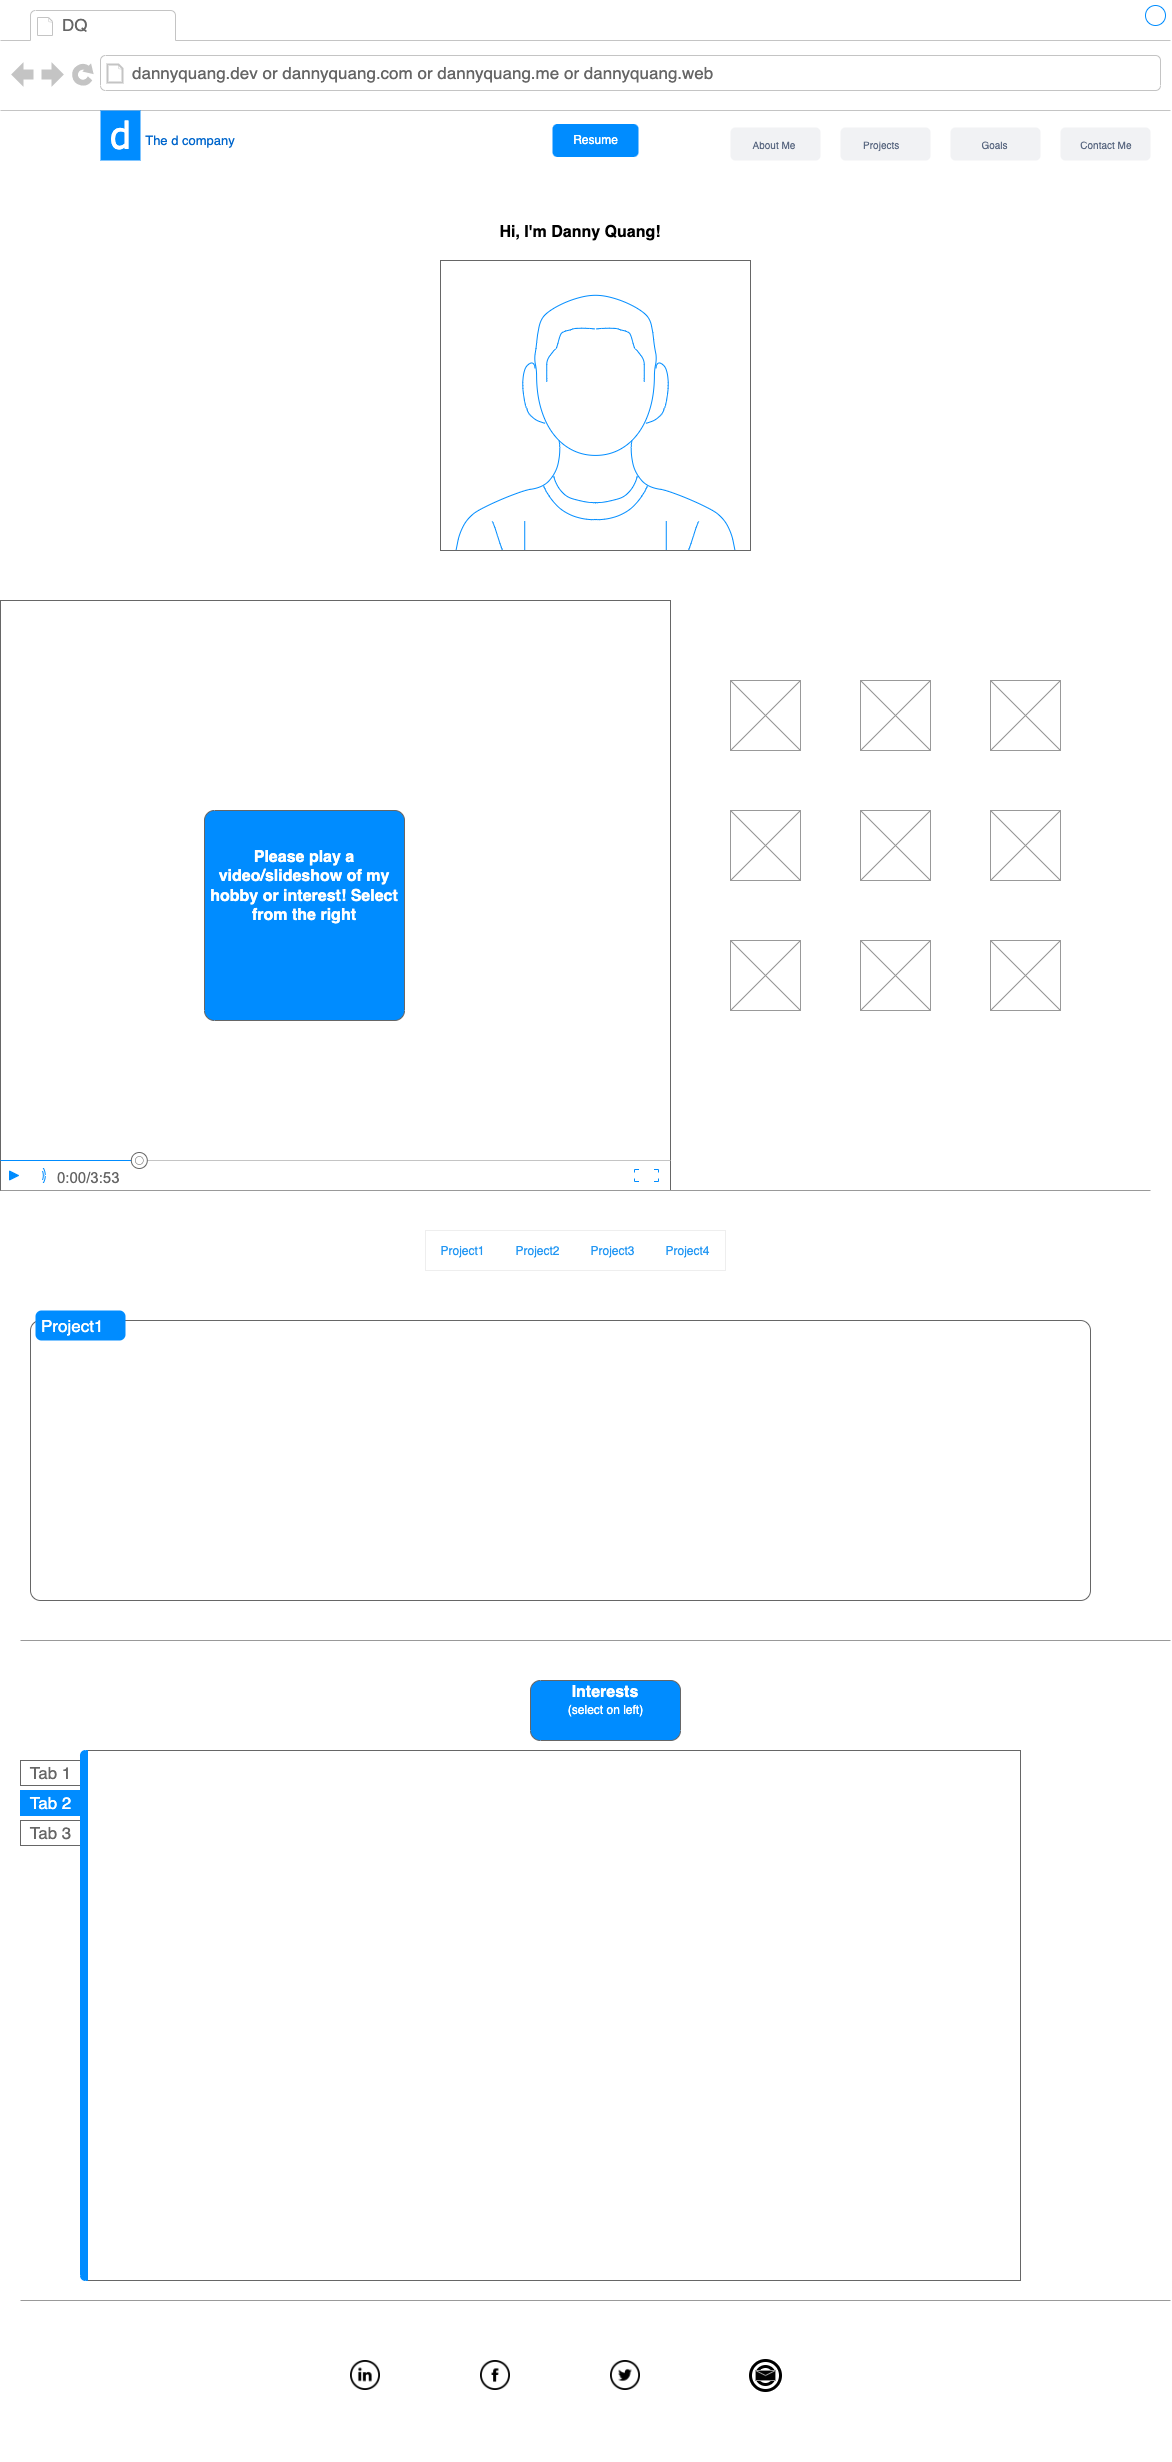 DQ
dannyquang.dev or dannyquang.com or dannyquang.me or dannyquang.web
d
The d company
Resume
About Me
Projects
Goals
Contact Me
Hi, I'm Danny Quang!
Please play a
video/slideshow of my
hobby or interest! Select
from the right
0:00/3:53
Project1
Project2
Project3
Project4
Project1
Interests
(select on left)
Tab 1
Tab 2
Tab 3
in
f